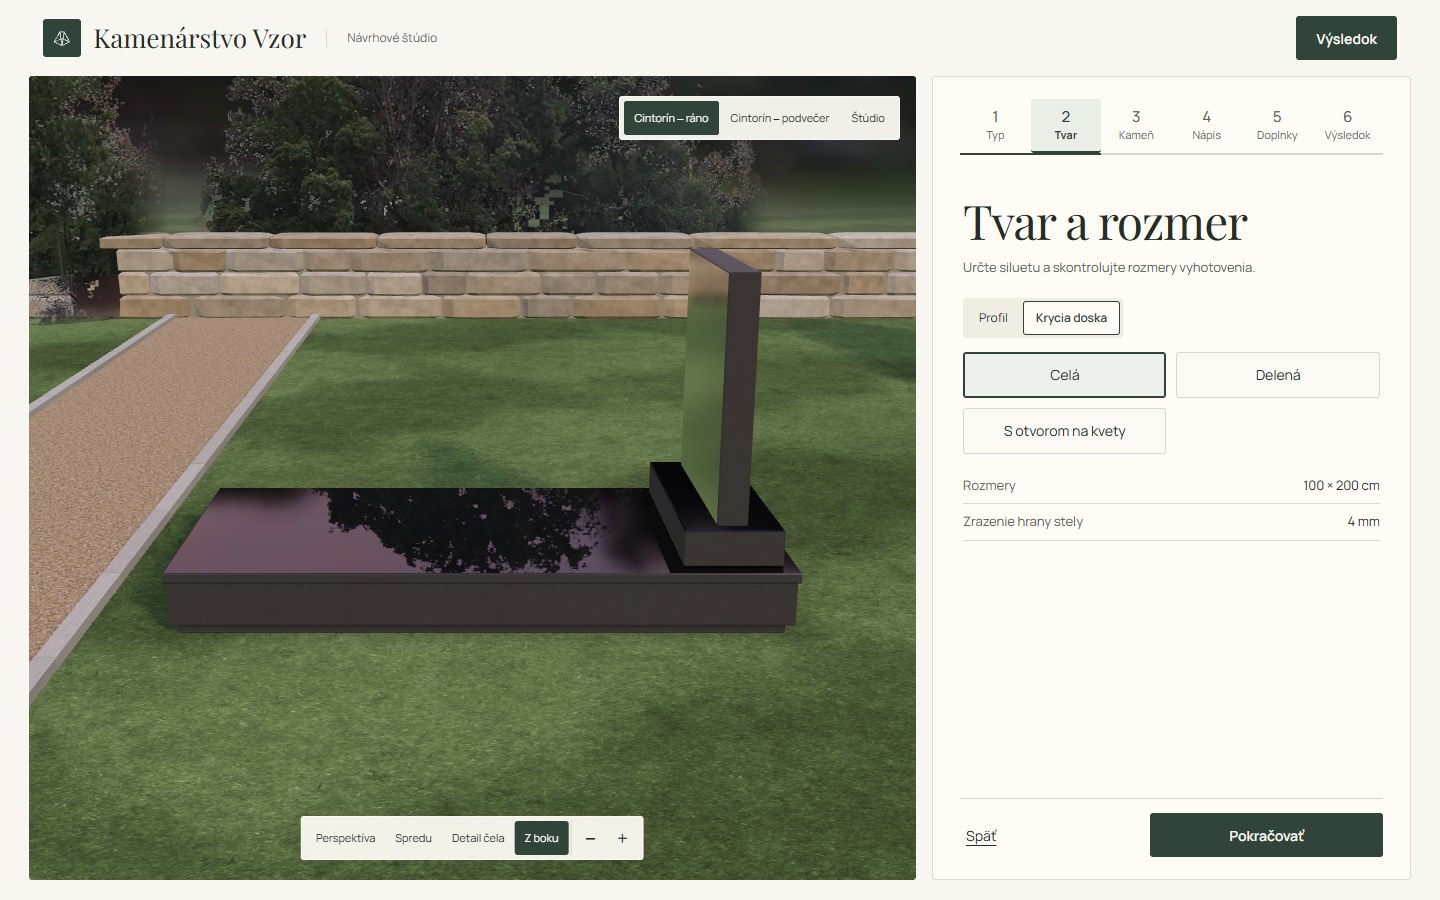 Kamenárstvo Vzor
Návrhové štúdio
Výsledok
Cintorín – ráno
Cintorín – podvečer
Štúdio
1
Typ
2
Tvar
3
Kameň
4
Nápis
5
Doplnky
6
Výsledok
Tvar a rozmer
Určte siluetu a skontrolujte rozmery vyhotovenia.
Profil
Krycia doska
Celá
Delená
S otvorom na kvety
Rozmery 100 × 200 cm
Zrazenie hrany stely 4 mm
Perspektíva
Spredu
Detail čela
Z boku
− +
Späť
Pokračovať